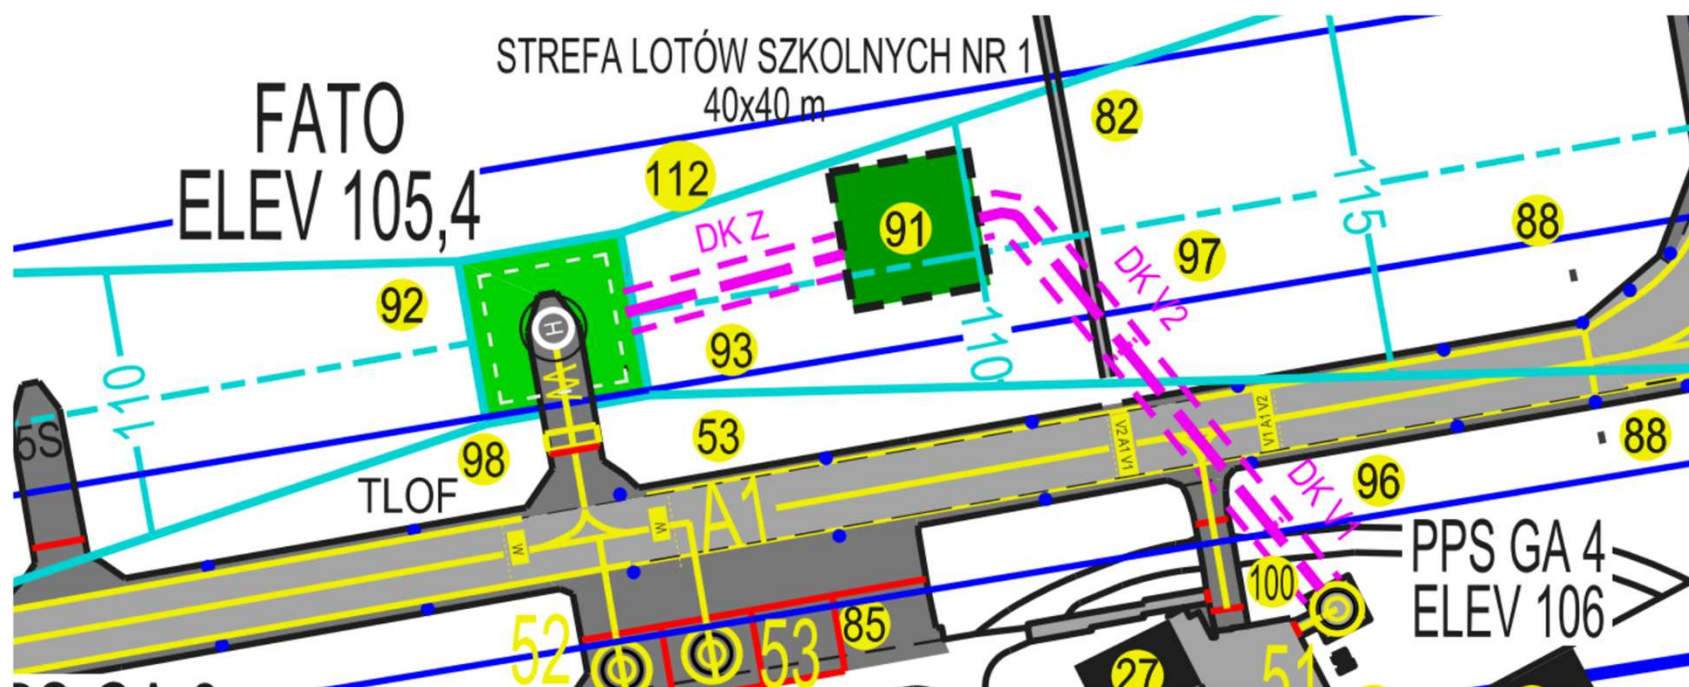 STREFA LOTÓW SZKOLNYCH NR 1
40x40 m
FATO
ELEV 105,4
82
112
DK Z
91
115
88
97
DK V2
92
H
93
110
110
AA
5S
53
98
V2 A1 V1
V1 A1 V2
88
TLOF
A1
W
W
96
DK V1
PPS GA 4
ELEV 106
100
52
53
85
51
27